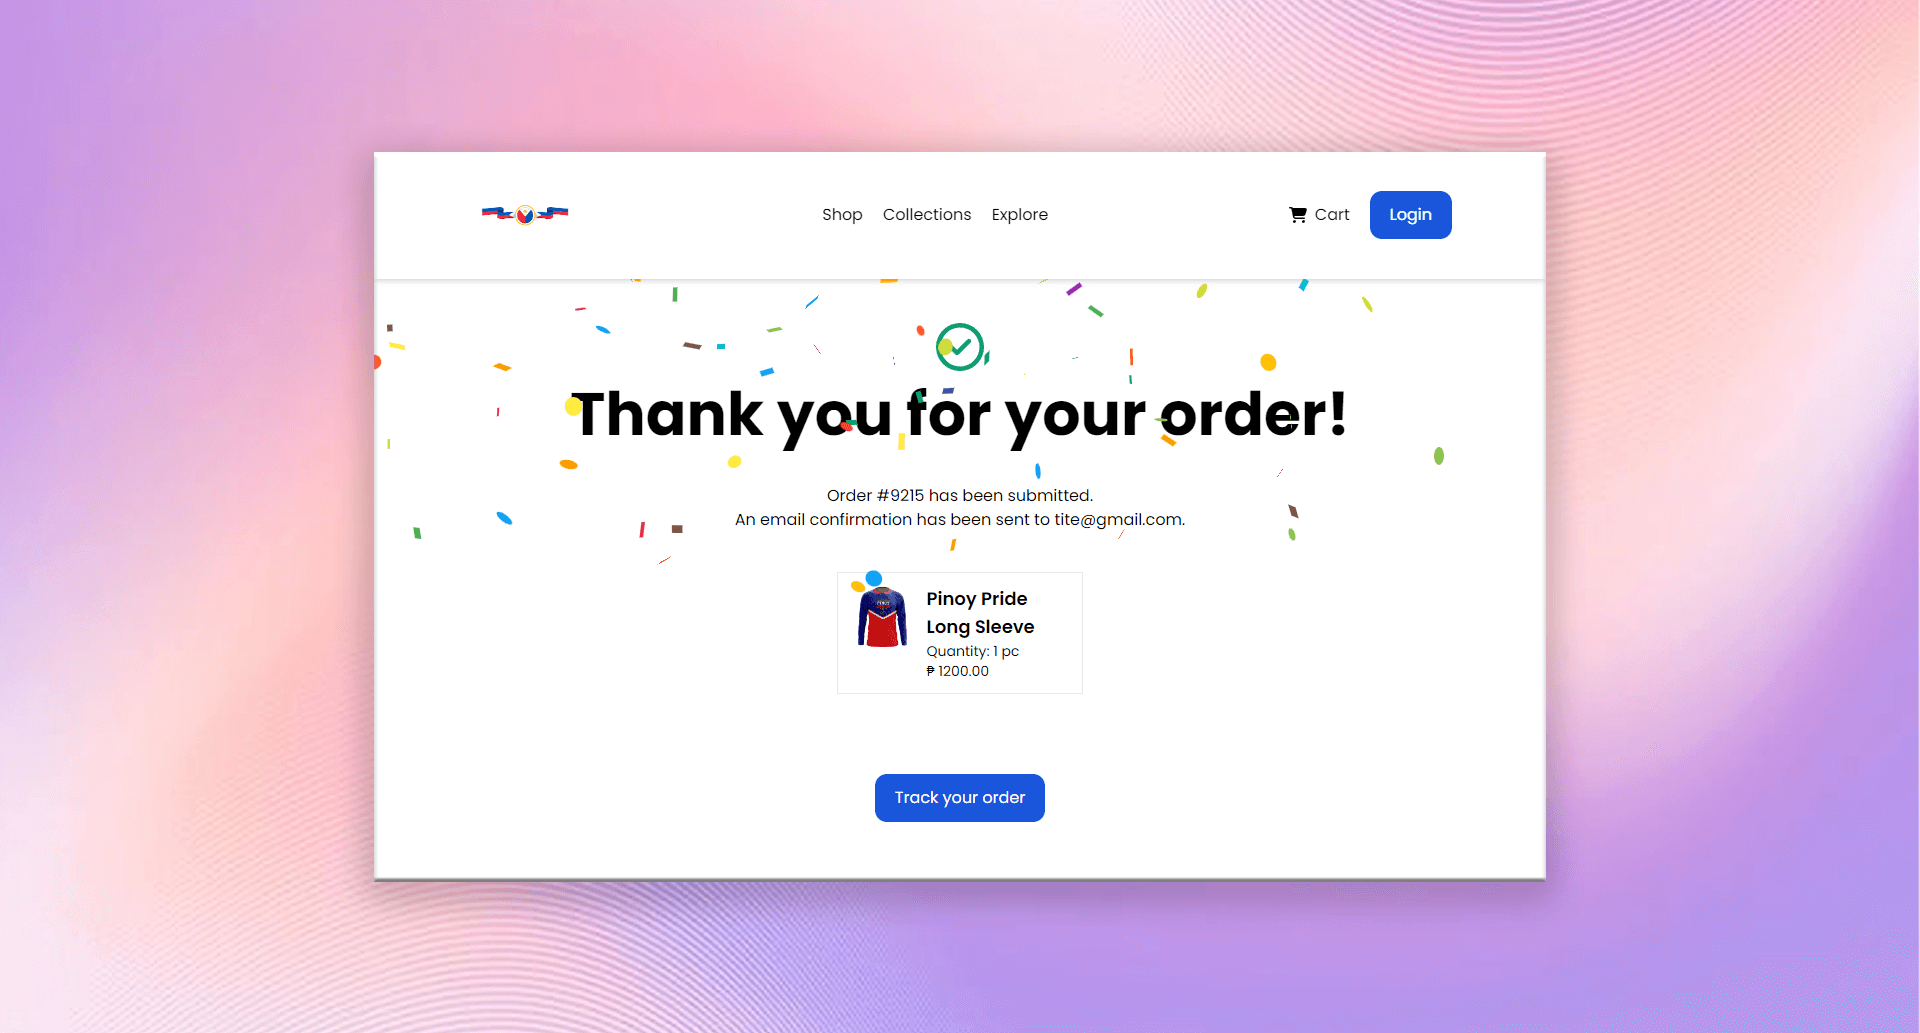 Shop Collections Explore Cart Login
Thank you for your order!
Order #9215 has been submitted.
An email confirmation has been sent to tite@gmail.com.
Pinoy Pride
Long Sleeve
Quantity: 1 pc
₱ 1200.00
Track your order